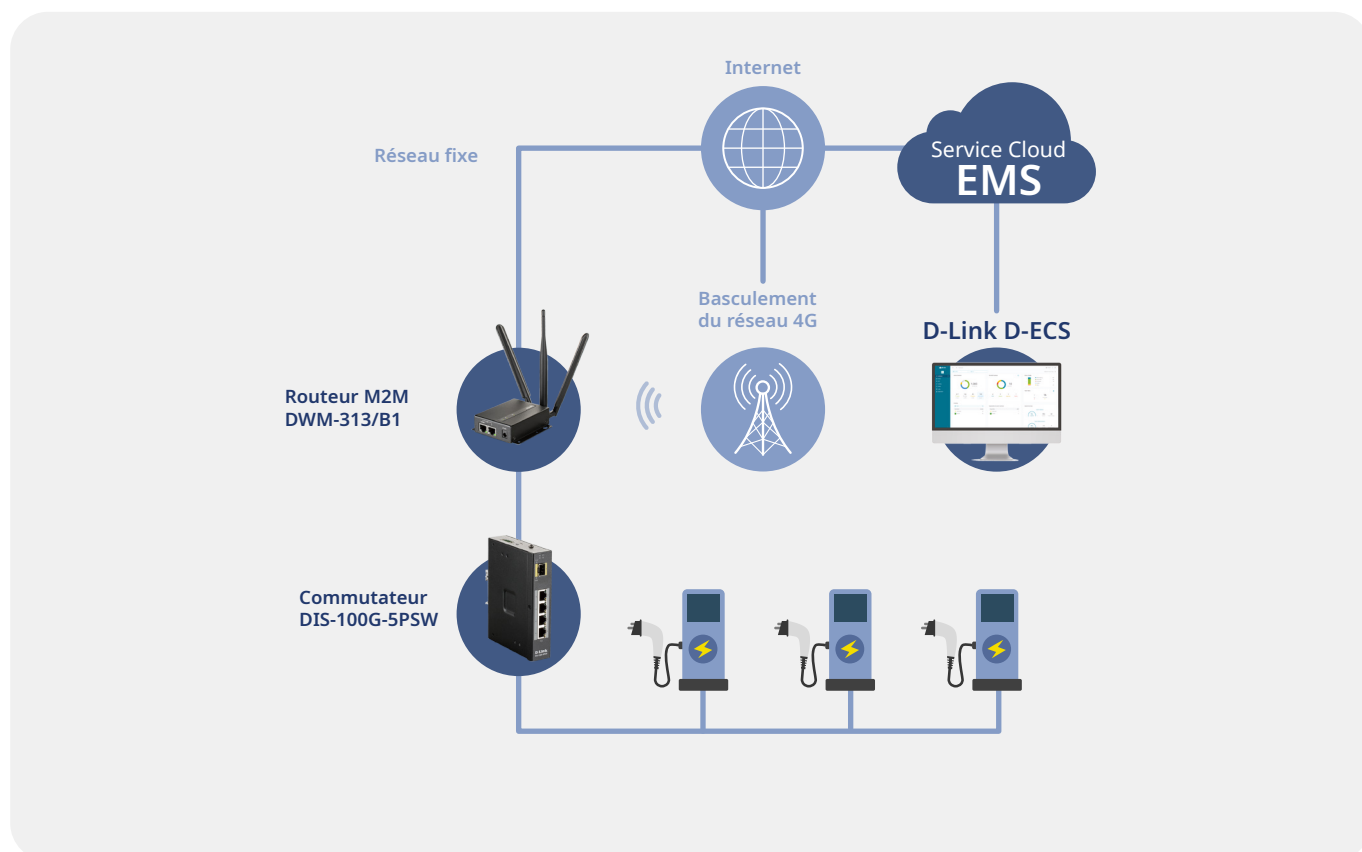 Internet
Réseau fixe
Service Cloud
EMS
Basculement
du réseau 4G
D-Link D-ECS
Routeur M2M
DWM-313/B1
Commutateur
DIS-100G-5PSW
D-Link